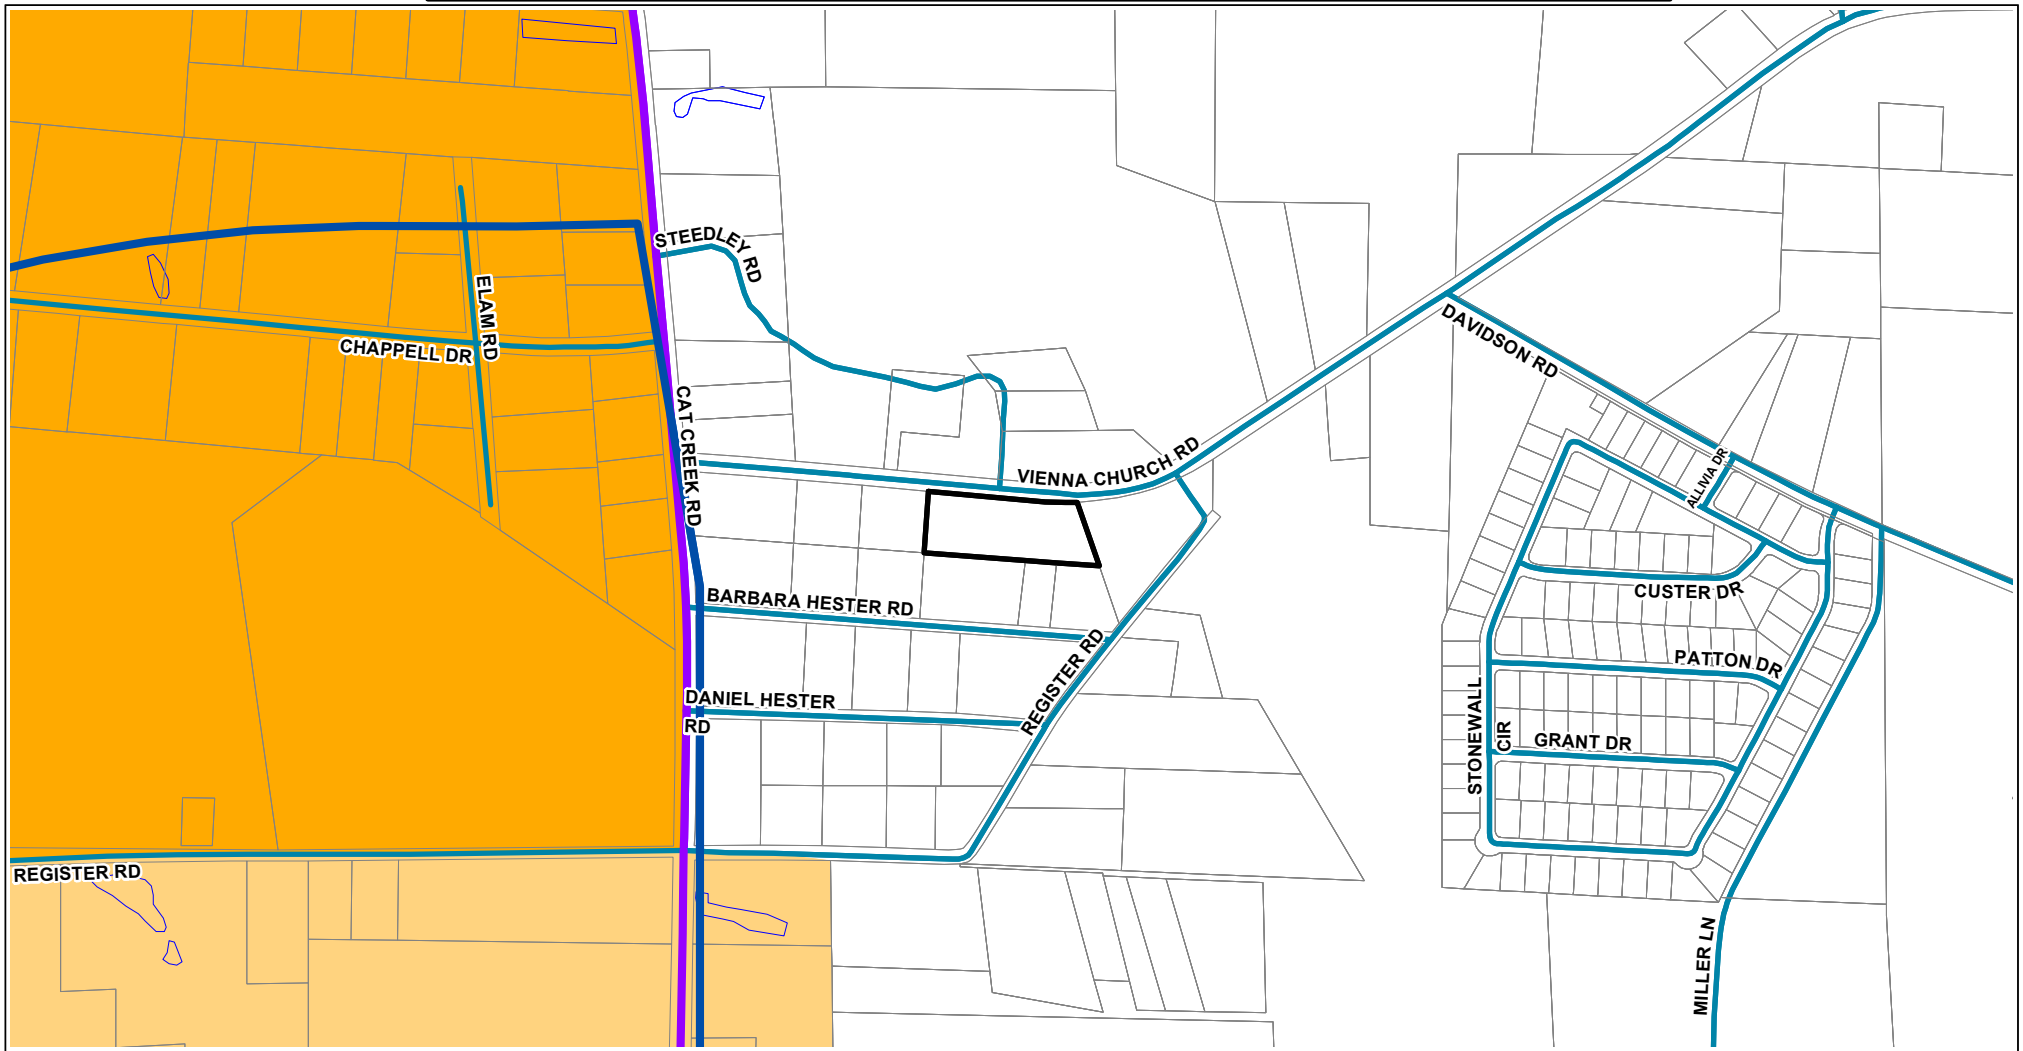 STEEDLEY RD
ELAM RD
CHAPPELL DR
DAVIDSON RD
CAT CREEK RD
VIENNA CHURCH RD
ALLIVIA DR
CUSTER DR
BARBARA HESTER RD
PATTON DR
REGISTER RD
DANIEL HESTER
RD
STONEWALL
CIR
GRANT DR
REGISTER RD
MILLER LN